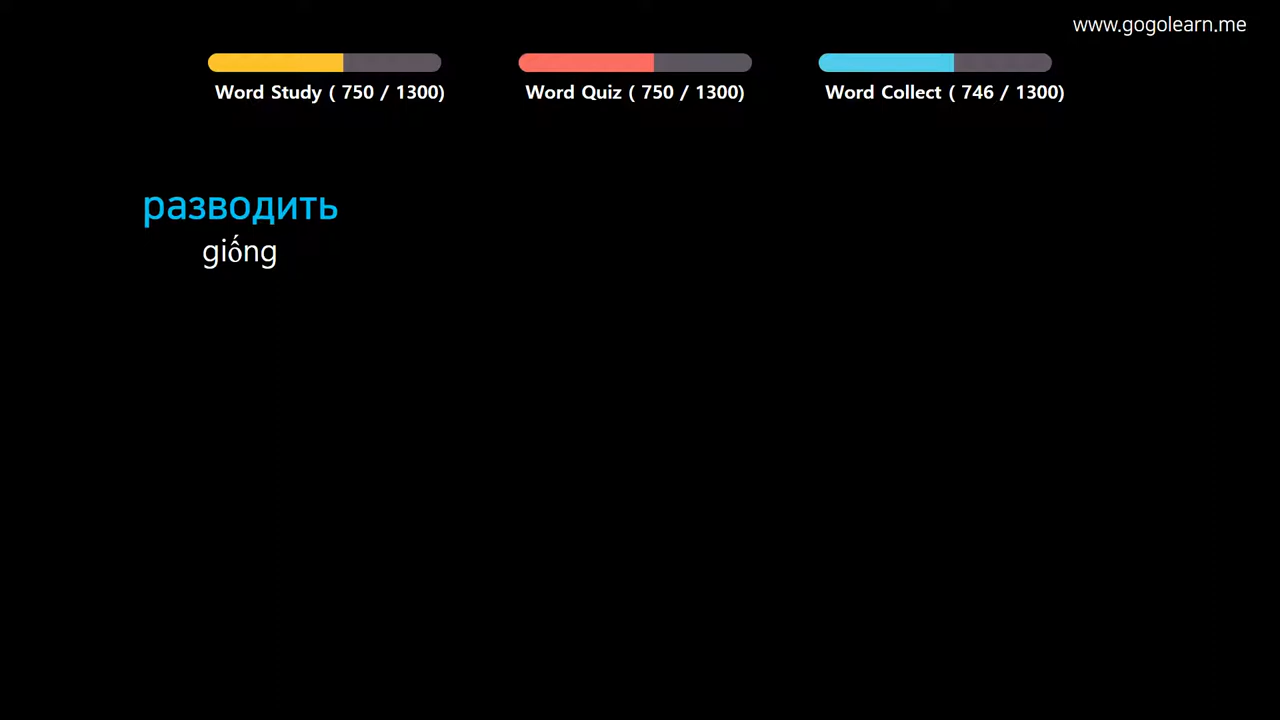 www.gogolearn.me
Word Study ( 750 / 1300)
Word Quiz ( 750 / 1300)
Word Collect ( 746 / 1300)
разводить
giống